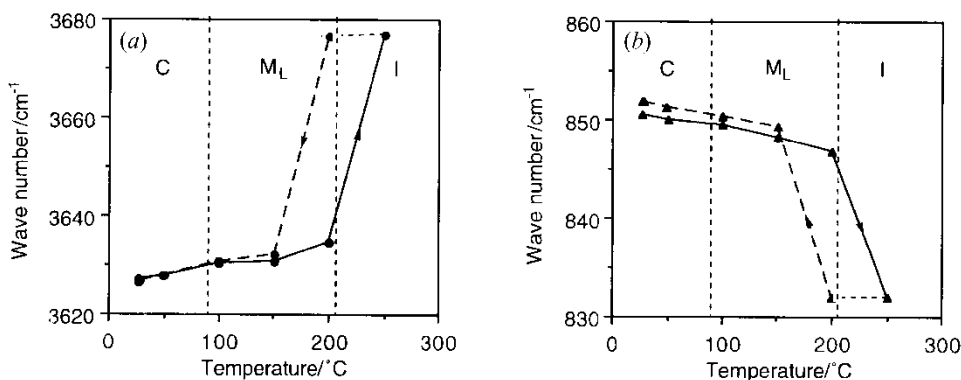 (a)
C
M_L
I
3680
3660
3640
3620
Wave number/cm⁻¹
0
100
200
300
Temperature/°C
(b)
C
M_L
I
860
850
840
830
Wave number/cm⁻¹
0
100
200
300
Temperature/°C